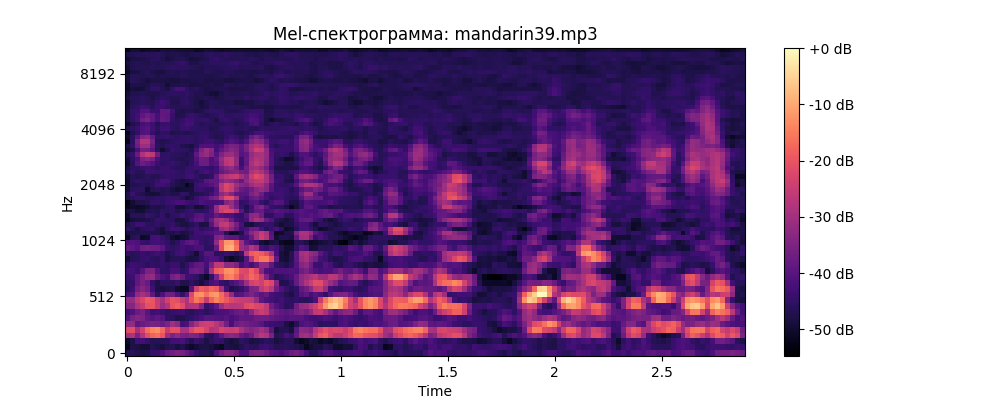 Mel-спектрограмма: mandarin39.mp3
Hz
8192
4096
2048
1024
512
0
0 0.5 1 1.5 2 2.5
Time
+0 dB
-10 dB
-20 dB
-30 dB
-40 dB
-50 dB